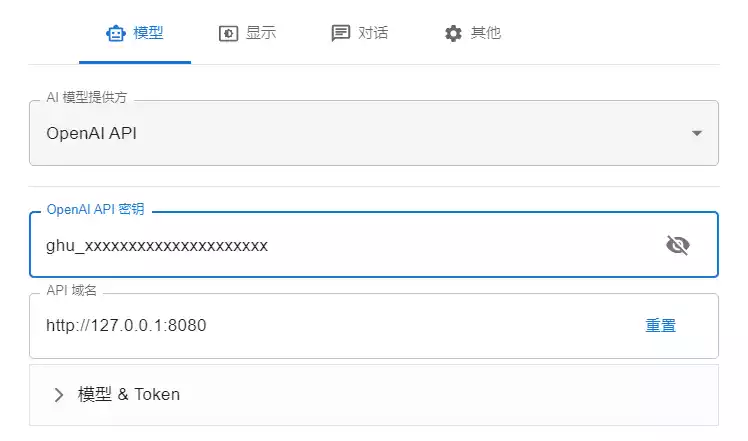 模型 显示 对话 其他
AI 模型提供方
OpenAI API
OpenAI API 密钥
ghu_xxxxxxxxxxxxxxxxxxxxx
API 域名
http://127.0.0.1:8080 重置
模型 & Token